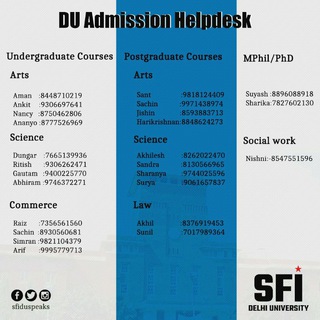 DU Admission Helpdesk
Undergraduate Courses
Arts
Aman :8448710219
Ankit :9306697641
Nancy :8750462806
Ananyo :8777526969
Science
Dungar :7665139936
Ritish :9306262471
Gautam :9400225770
Abhiram :9746372271
Commerce
Raiz :7356561560
Sachin :8930560681
Simran :9821104379
Arif :9995779713
Postgraduate Courses
Arts
Sant :9818124409
Sachin :9971438974
Jishin :8593883713
Harikrishnan:8848624273
Science
Akhilesh :8262022470
Sandra :8130566965
Sharanya :9744025596
Surya :9061657837
Law
Akhil :8376919453
Sunil :7017989364
MPhil/PhD
Suyash :8896088918
Sharika :7827602130
Social work
Nishni:-8547551596
sfiduspeaks
SFI
DELHI UNIVERSITY